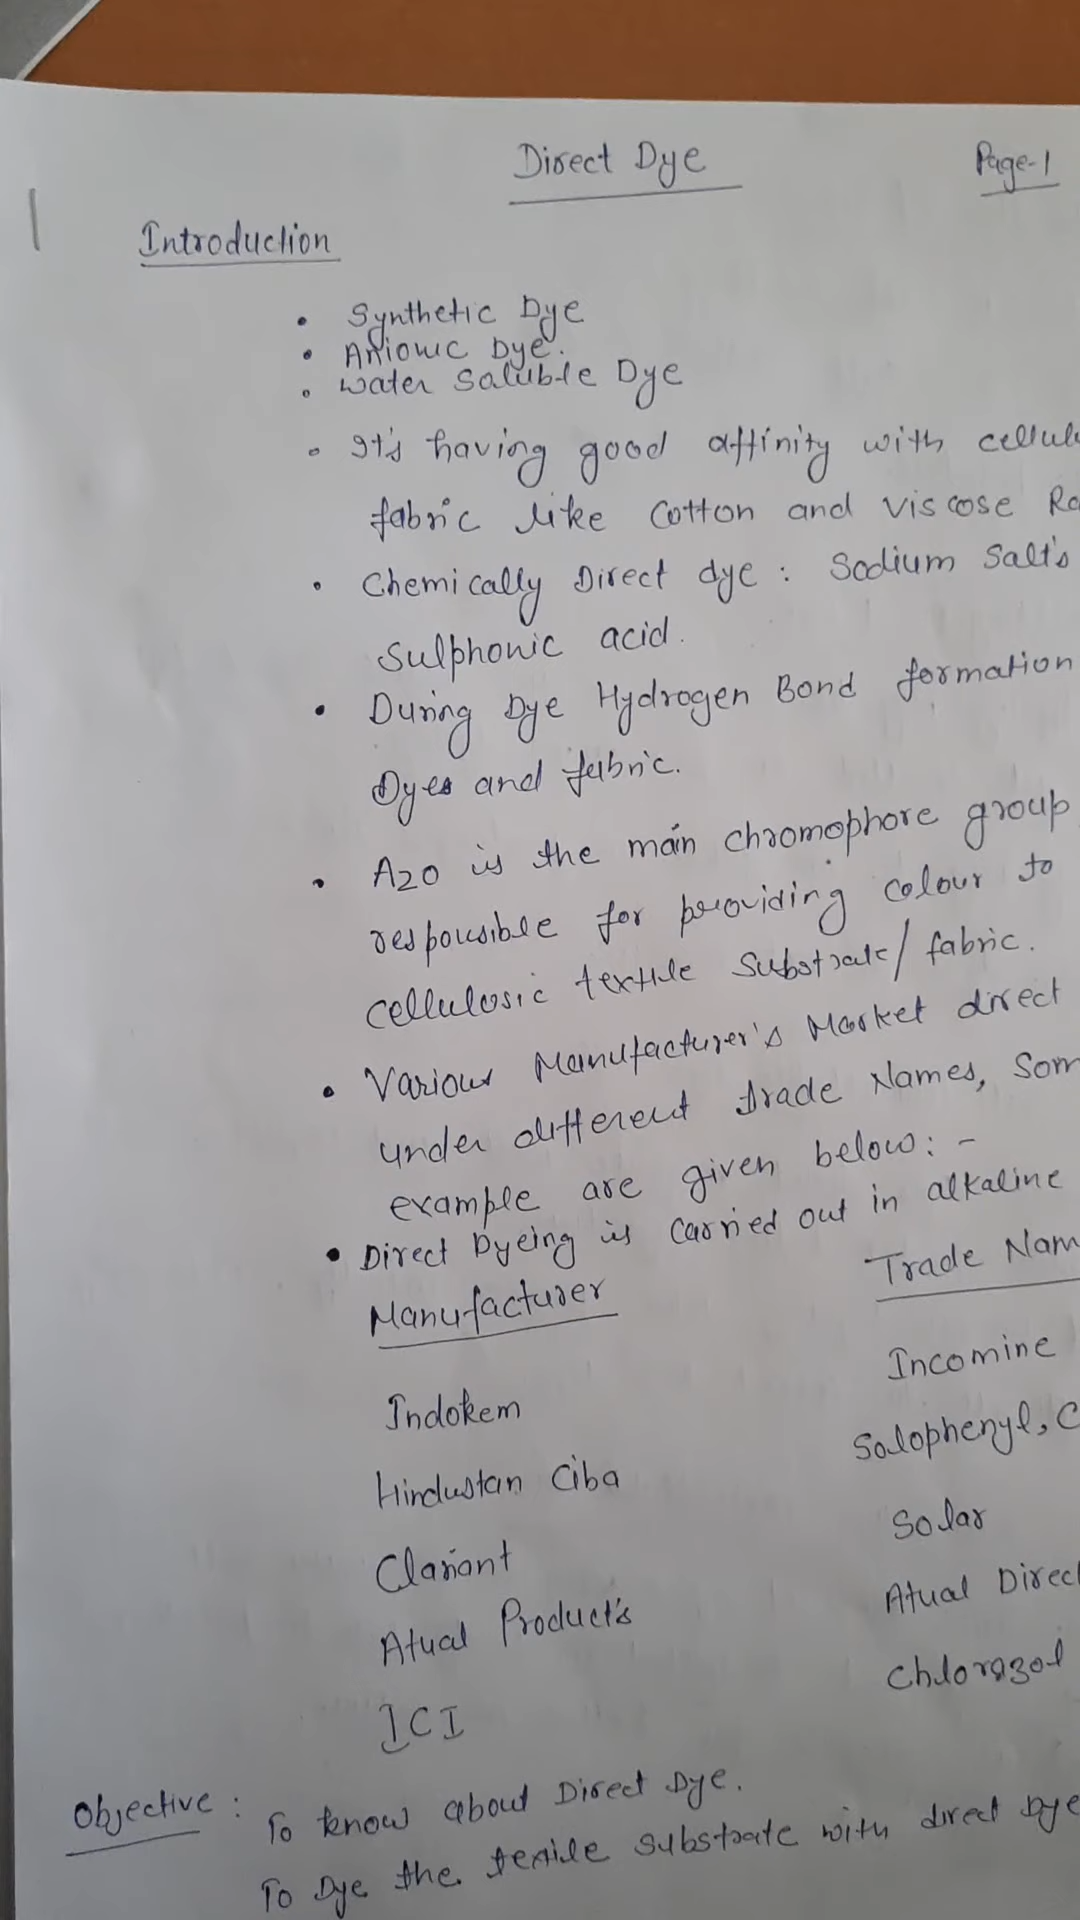 Direct Dye
Page-1
Introduction
• Synthetic Dye
• Anionic Dye.
• Water Saluble Dye
• It's having good affinity with cellul
fabric like Cotton and Viscose Ra
• Chemically Direct dye : Sodium Salt's
Sulphonic acid.
• During Dye Hydrogen Bond formation
Dyes and fabric.
• Azo is the main chromophore group
responsible for providing colour to
cellulosic textile Substrate/fabric.
• Various Manufacturer's Market direct
under different trade Names, Som
example are given below: -
• Direct Dyeing is Carried out in alkaline
Manufacturer Trade Nam
Indokem Incomine
Hindustan Ciba Solophenyl, C
Clariant Solar
Atual Product's Atual Direct
ICI Chlorazol
Objective : To know about Direct Dye.
To Dye the textile substrate with direct Dye